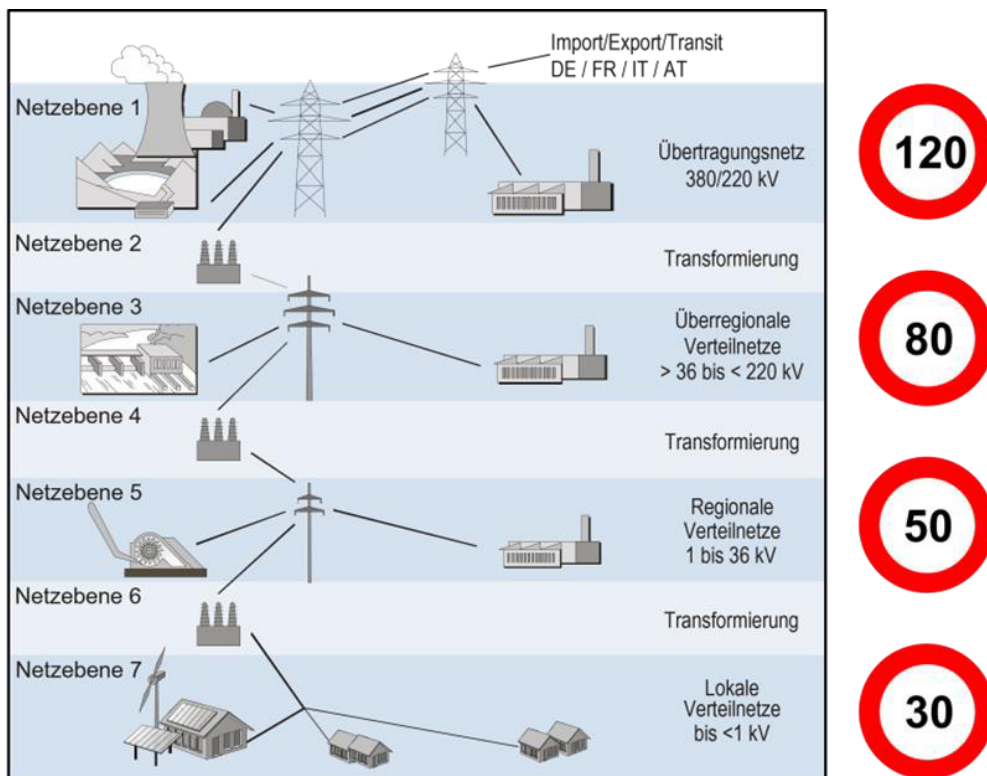 Import/Export/Transit
DE / FR / IT / AT
Netzebene 1
Übertragungsnetz
380/220 kV
120
Netzebene 2
Transformierung
Netzebene 3
Überregionale
Verteilnetze
> 36 bis < 220 kV
80
Netzebene 4
Transformierung
Netzebene 5
Regionale
Verteilnetze
1 bis 36 kV
50
Netzebene 6
Transformierung
Netzebene 7
Lokale
Verteilnetze
bis <1 kV
30